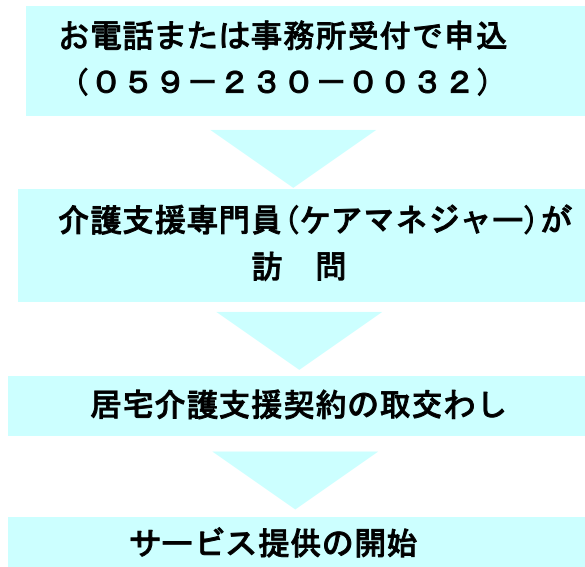 お電話または事務所受付で申込
（０５９－２３０－００３２）
介護支援専門員(ケアマネジャー)が
訪　問
居宅介護支援契約の取交わし
サービス提供の開始